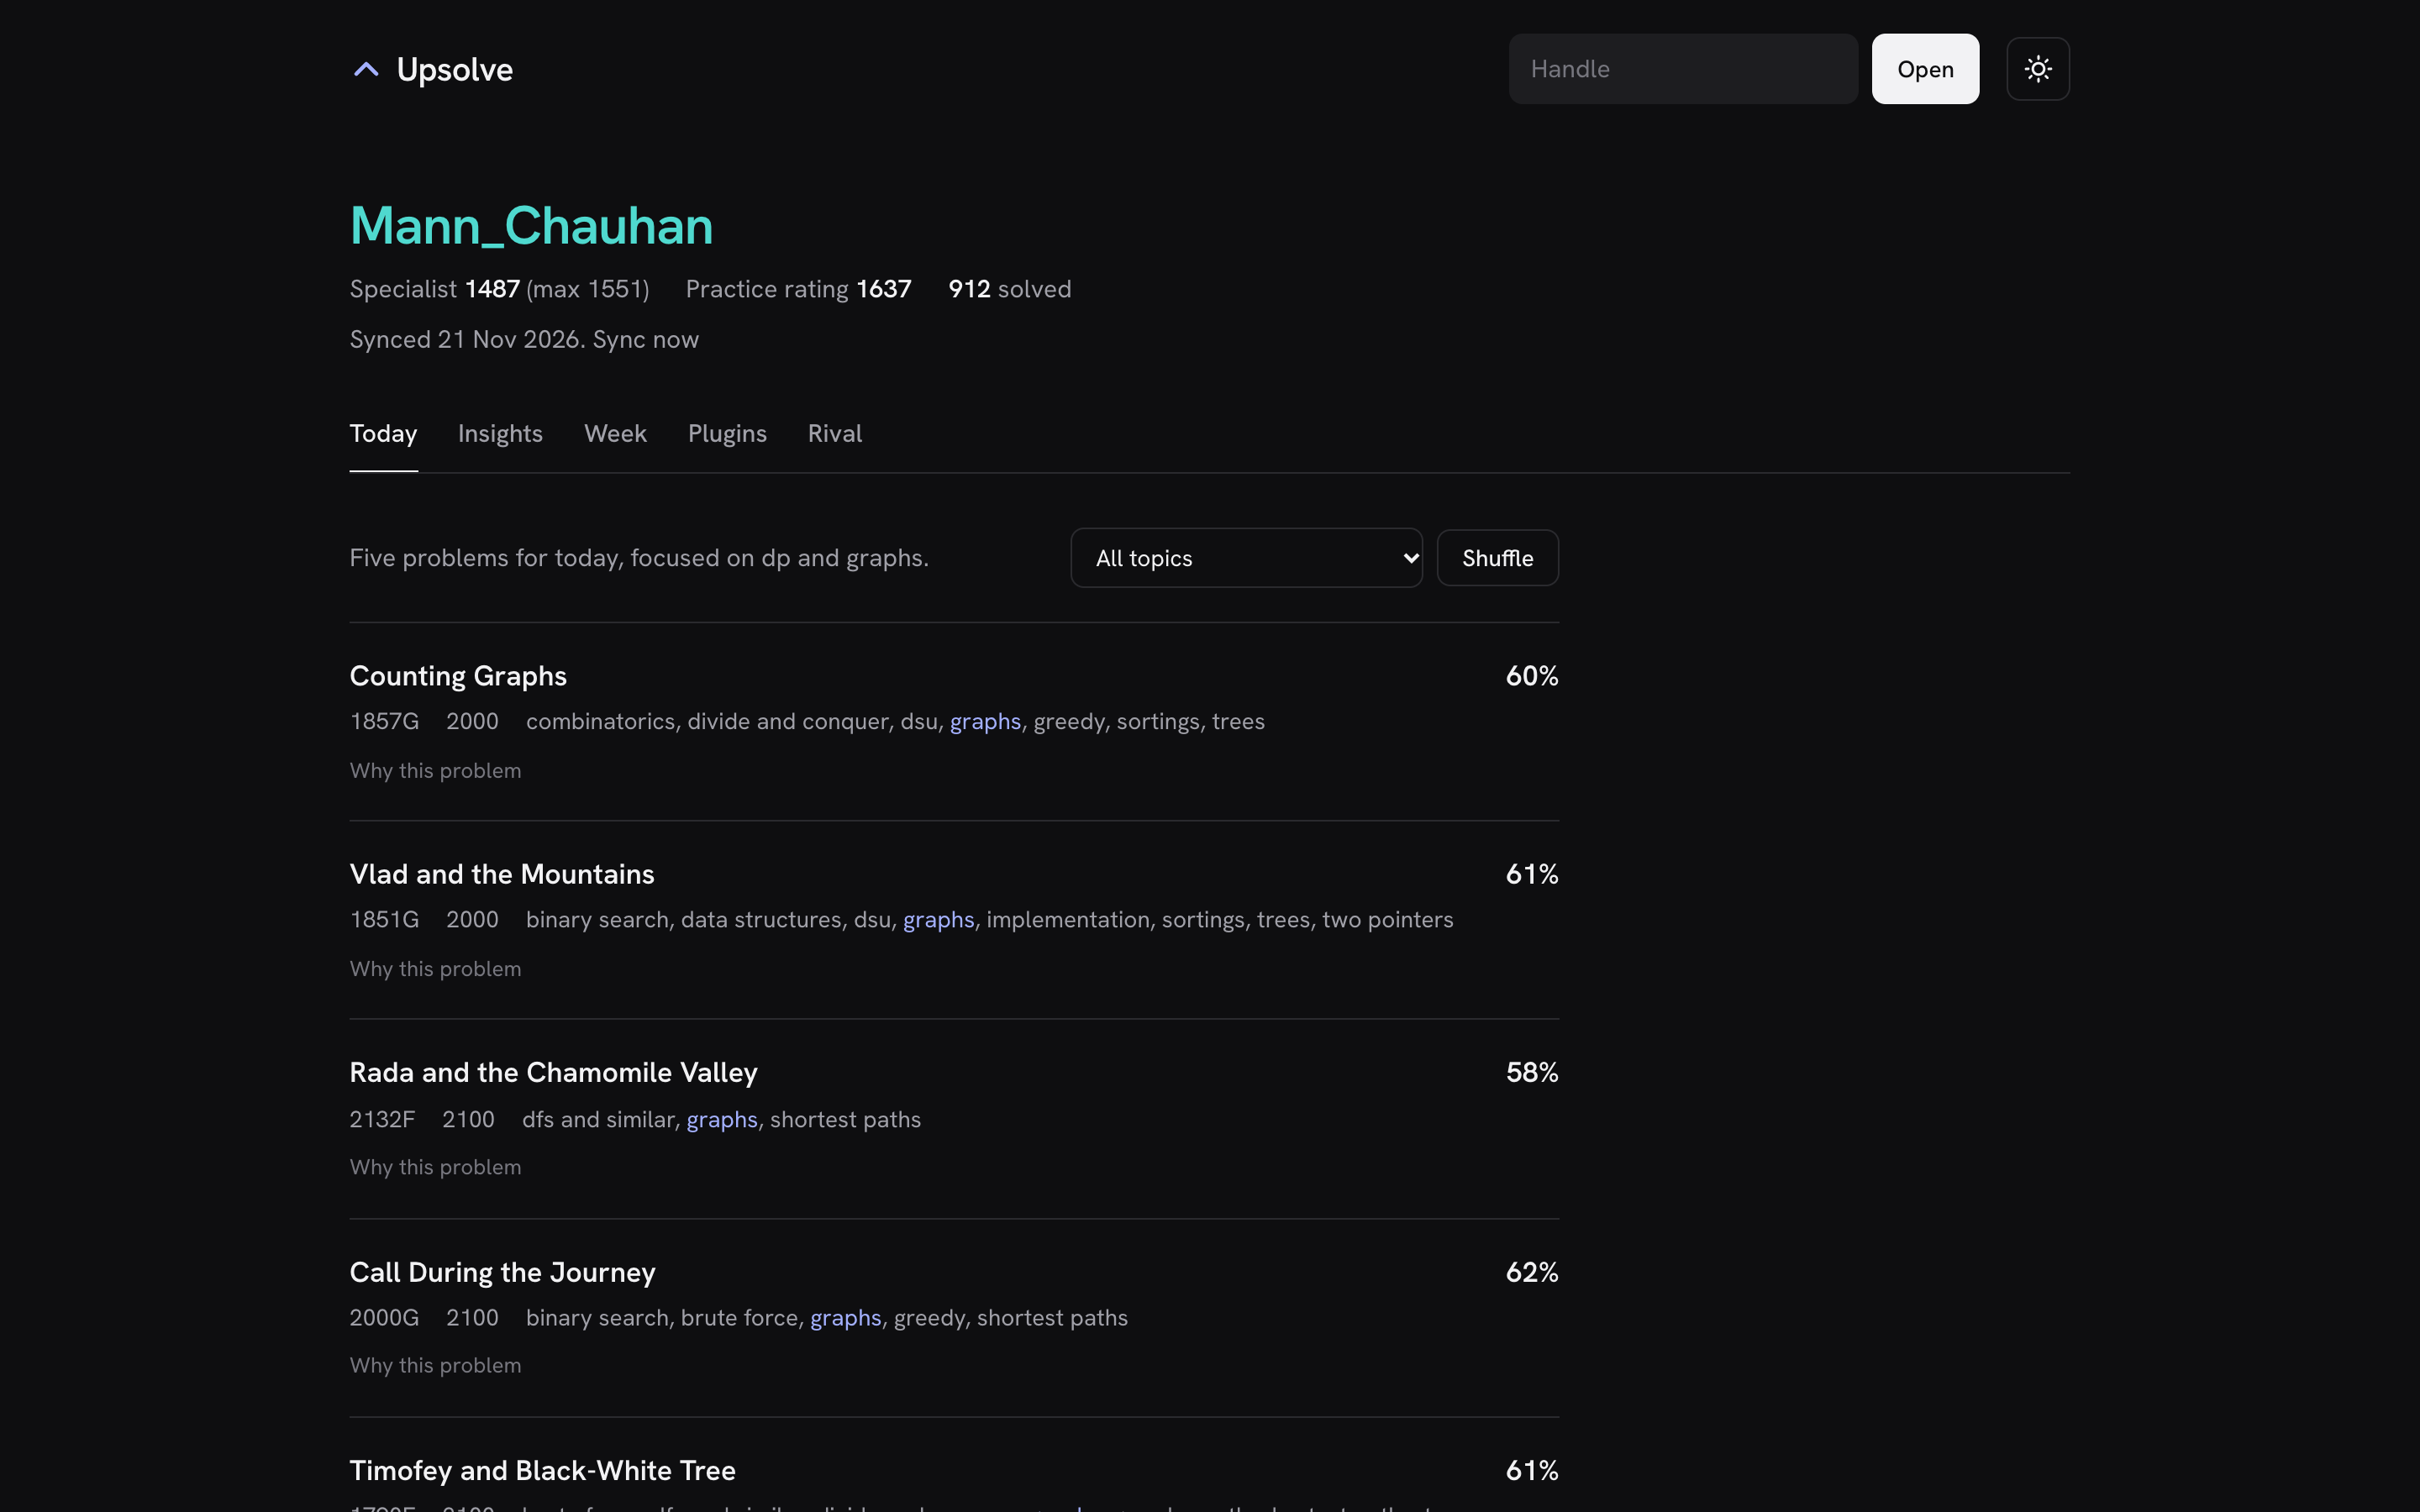 Upsolve
Handle
Open
Mann_Chauhan
Specialist 1487 (max 1551) Practice rating 1637 912 solved
Synced 21 Nov 2026. Sync now
Today Insights Week Plugins Rival
Five problems for today, focused on dp and graphs.
All topics
Shuffle
Counting Graphs 60%
1857G 2000 combinatorics, divide and conquer, dsu, graphs, greedy, sortings, trees
Why this problem
Vlad and the Mountains 61%
1851G 2000 binary search, data structures, dsu, graphs, implementation, sortings, trees, two pointers
Why this problem
Rada and the Chamomile Valley 58%
2132F 2100 dfs and similar, graphs, shortest paths
Why this problem
Call During the Journey 62%
2000G 2100 binary search, brute force, graphs, greedy, shortest paths
Why this problem
Timofey and Black-White Tree 61%